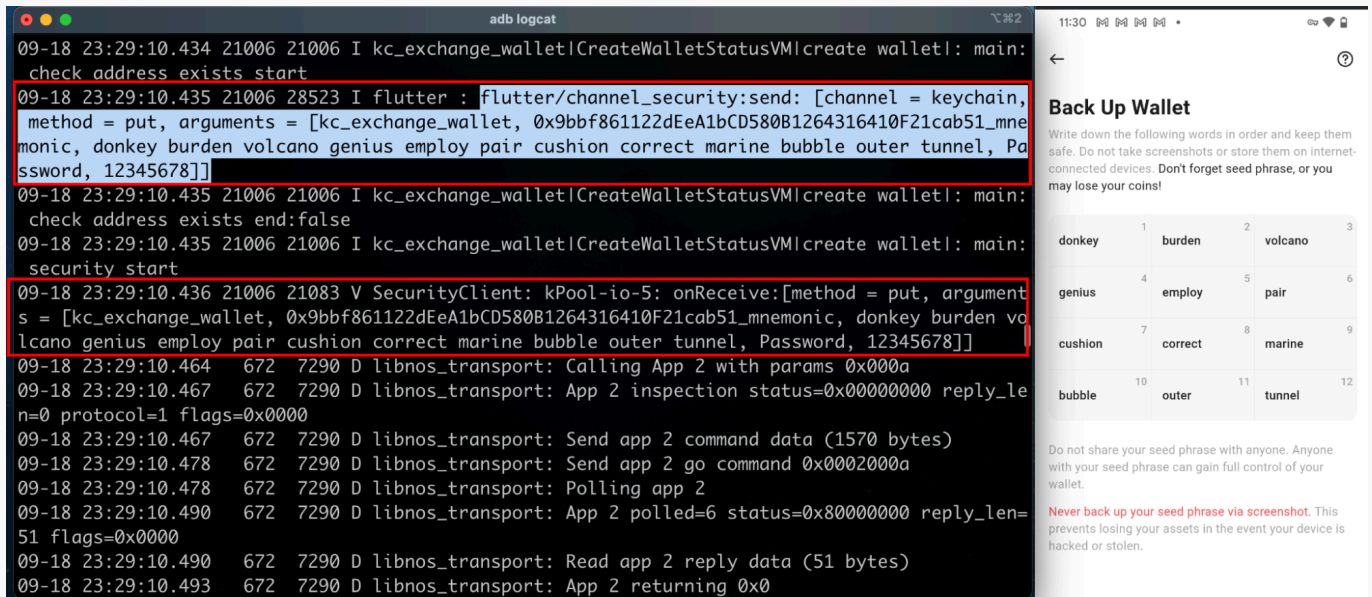 adb logcat
⌥⌘2
09-18 23:29:10.434 21006 21006 I kc_exchange_wallet|CreateWalletStatusVM|create wallet|: main:
check address exists start
09-18 23:29:10.435 21006 28523 I flutter : flutter/channel_security:send: [channel = keychain,
method = put, arguments = [kc_exchange_wallet, 0x9bbf861122dEeA1bCD580B1264316410F21cab51_mne
monic, donkey burden volcano genius employ pair cushion correct marine bubble outer tunnel, Pa
ssword, 12345678]]
09-18 23:29:10.435 21006 21006 I kc_exchange_wallet|CreateWalletStatusVM|create wallet|: main:
check address exists end:false
09-18 23:29:10.435 21006 21006 I kc_exchange_wallet|CreateWalletStatusVM|create wallet|: main:
security start
09-18 23:29:10.436 21006 21083 V SecurityClient: kPool-io-5: onReceive:[method = put, argument
s = [kc_exchange_wallet, 0x9bbf861122dEeA1bCD580B1264316410F21cab51_mnemonic, donkey burden vo
lcano genius employ pair cushion correct marine bubble outer tunnel, Password, 12345678]]
09-18 23:29:10.464 672 7290 D libnos_transport: Calling App 2 with params 0x000a
09-18 23:29:10.467 672 7290 D libnos_transport: App 2 inspection status=0x00000000 reply_le
n=0 protocol=1 flags=0x0000
09-18 23:29:10.467 672 7290 D libnos_transport: Send app 2 command data (1570 bytes)
09-18 23:29:10.478 672 7290 D libnos_transport: Send app 2 go command 0x0002000a
09-18 23:29:10.478 672 7290 D libnos_transport: Polling app 2
09-18 23:29:10.490 672 7290 D libnos_transport: App 2 polled=6 status=0x80000000 reply_len=
51 flags=0x0000
09-18 23:29:10.490 672 7290 D libnos_transport: Read app 2 reply data (51 bytes)
09-18 23:29:10.493 672 7290 D libnos_transport: App 2 returning 0x0
11:30
Back Up Wallet
Write down the following words in order and keep them
safe. Do not take screenshots or store them on internet-
connected devices. Don't forget seed phrase, or you
may lose your coins!
donkey 1 burden 2 volcano 3
genius 4 employ 5 pair 6
cushion 7 correct 8 marine 9
bubble 10 outer 11 tunnel 12
Do not share your seed phrase with anyone. Anyone
with your seed phrase can gain full control of your
wallet.
Never back up your seed phrase via screenshot. This
prevents losing your assets in the event your device is
hacked or stolen.